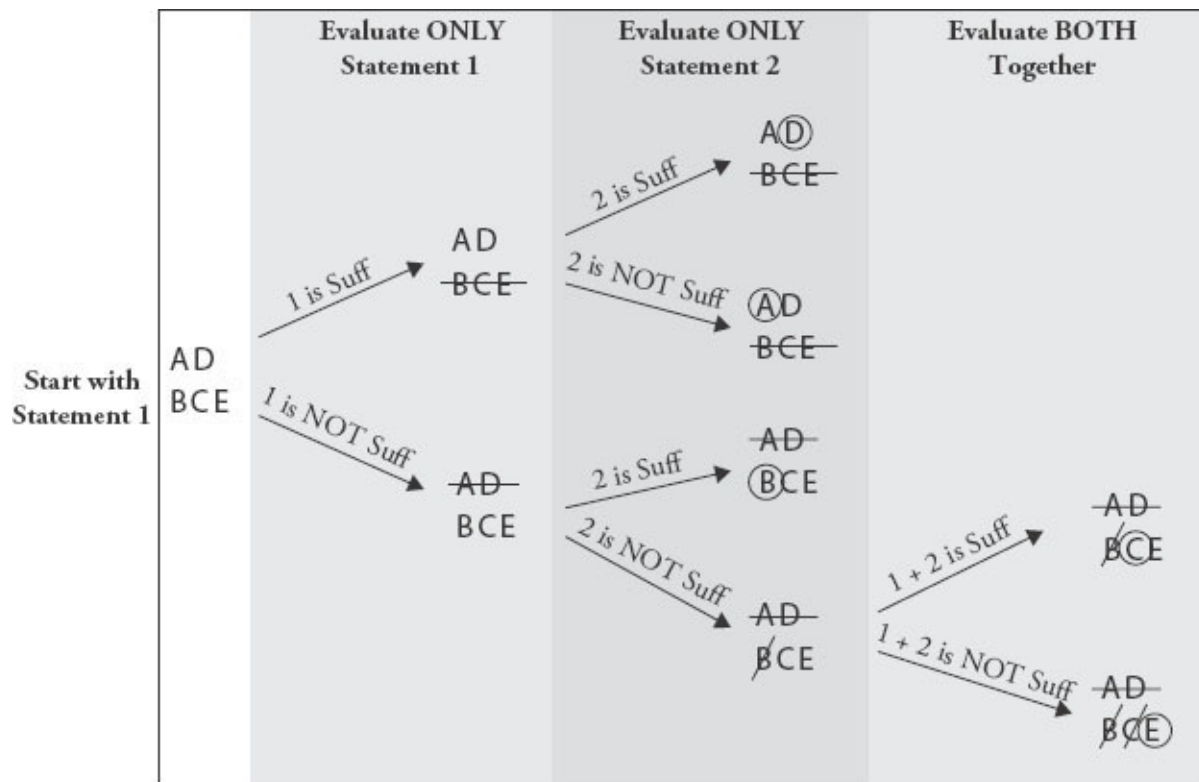 Evaluate ONLY
Statement 1
Evaluate ONLY
Statement 2
Evaluate BOTH
Together
Start with
Statement 1
AD
BCE
1 is Suff
AD
BCE
1 is NOT Suff
AD
BCE
2 is Suff
AD
BCE
2 is NOT Suff
AD
BCE
2 is Suff
AD
BCE
2 is NOT Suff
AD
BCE
1 + 2 is Suff
AD
BCE
1 + 2 is NOT Suff
AD
BCE